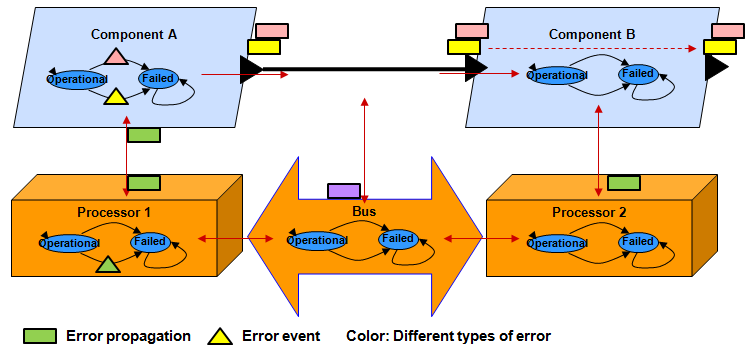 Component A
Component B
Operational
Failed
Operational
Failed
Processor 1
Bus
Processor 2
Operational
Failed
Operational
Failed
Operational
Failed
Error propagation
Error event
Color: Different types of error